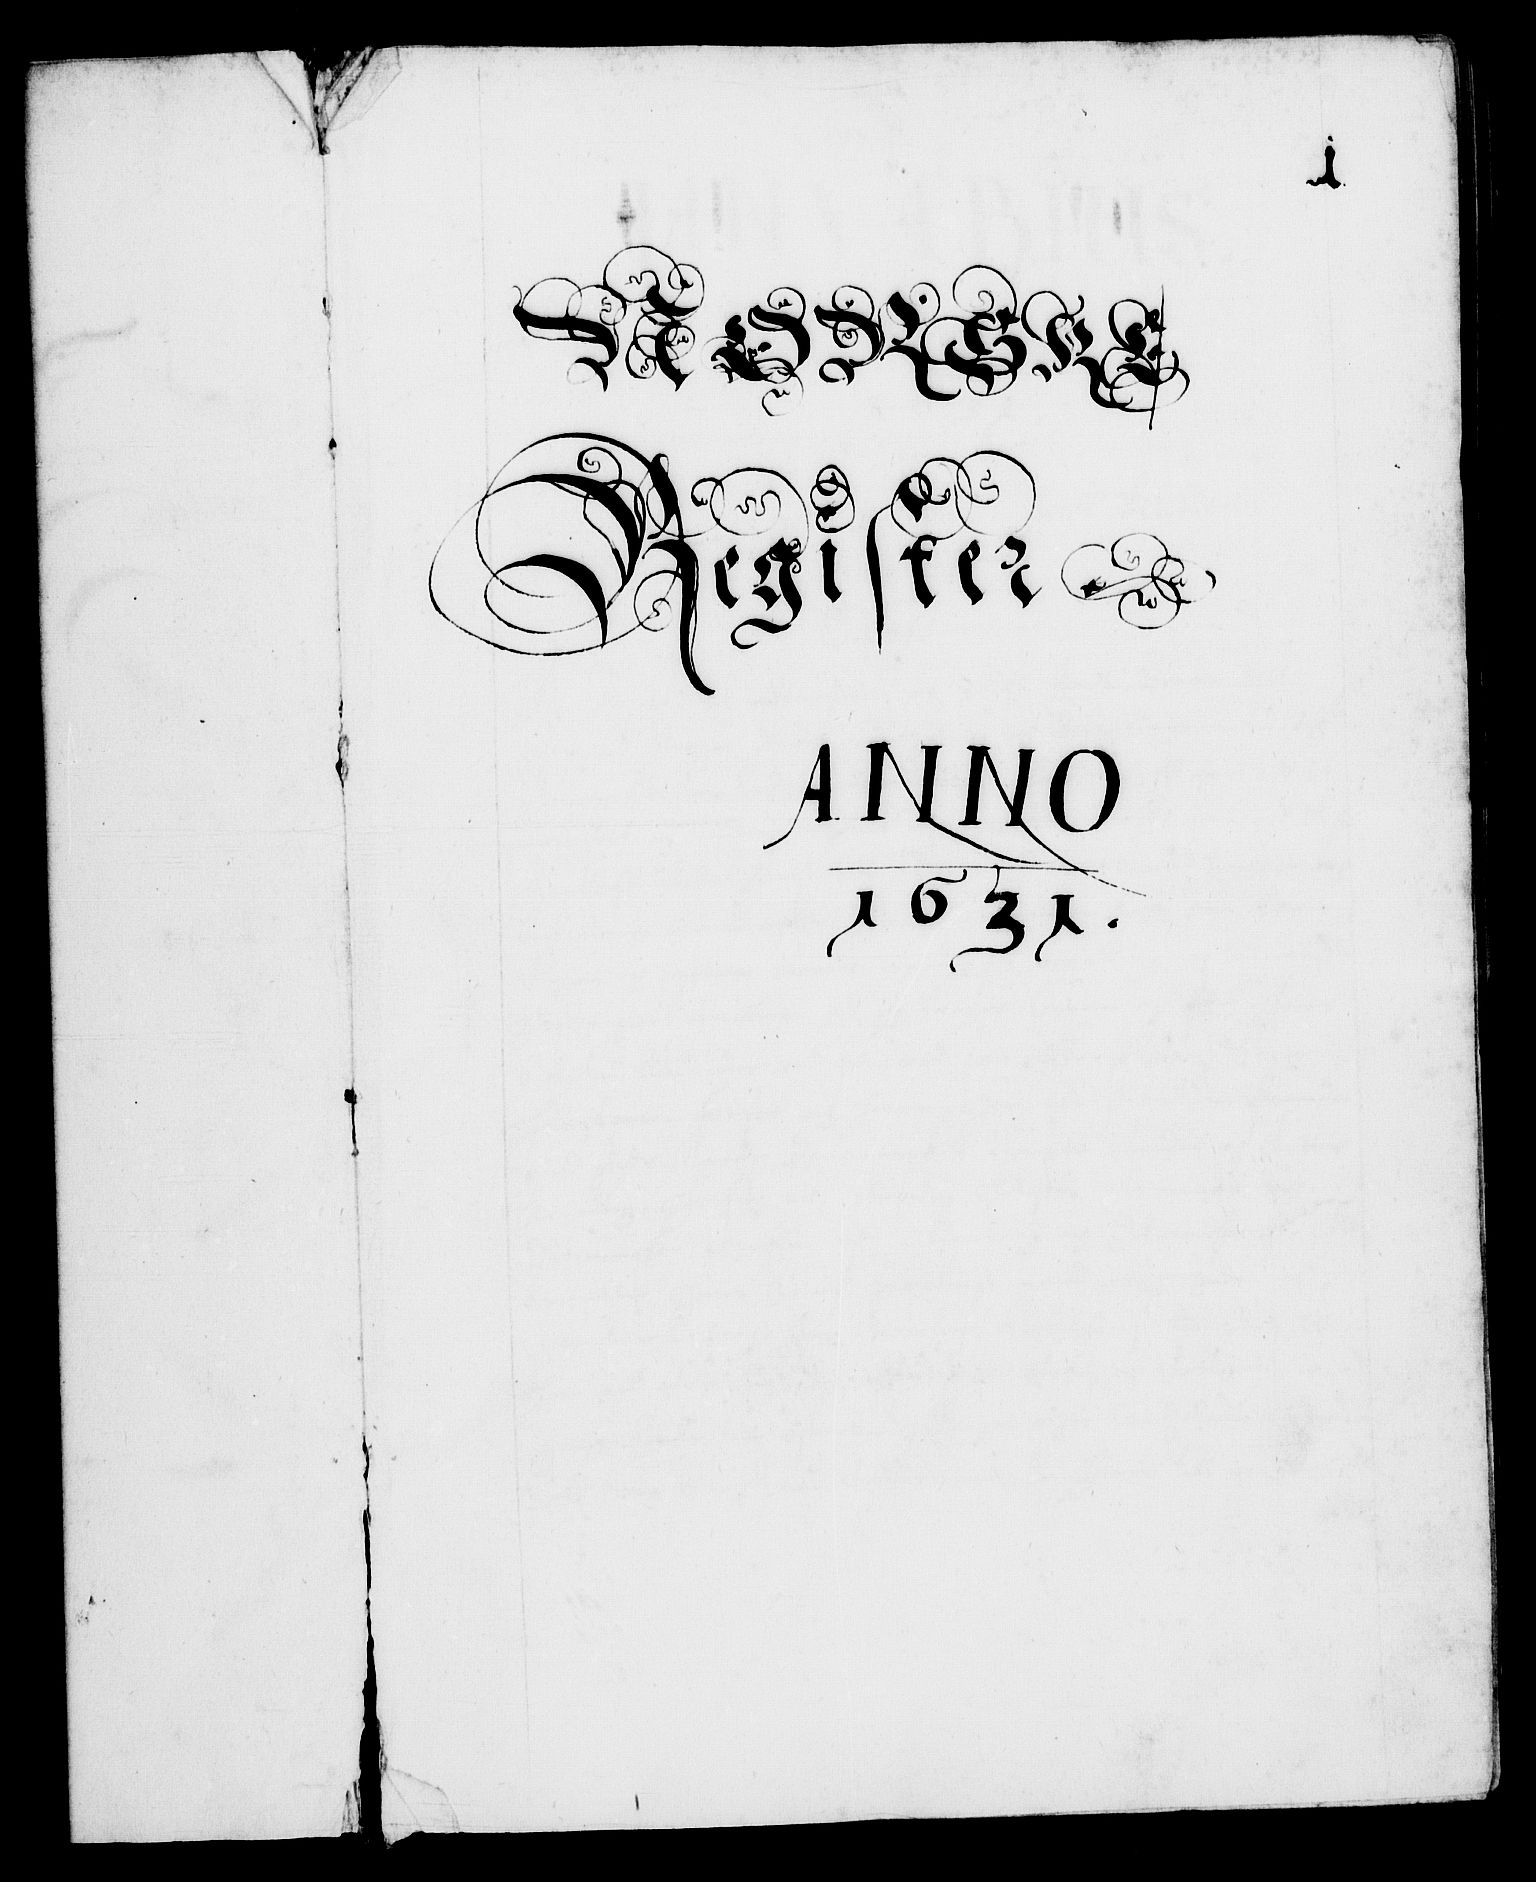 1
NORSKE
Register
ANNO
1631.